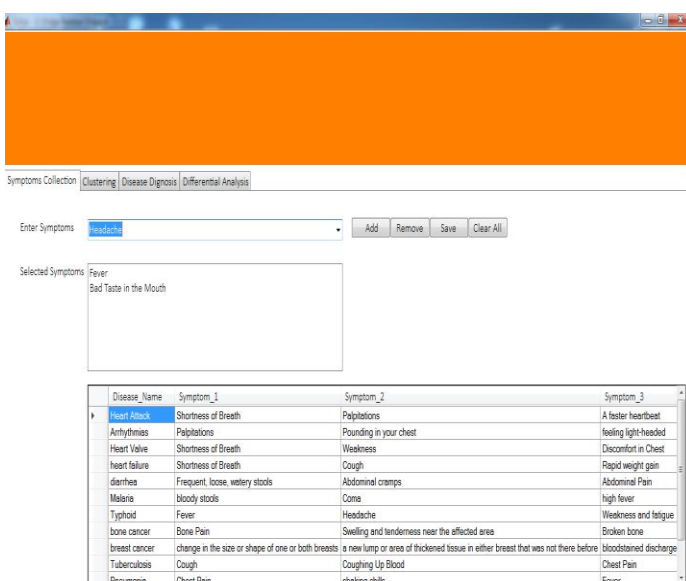 Symptoms Collection Clustering Disease Dignosis Differential Analysis
Enter Symptoms Headache Add Remove Save Clear All
Selected Symptoms Fever
Bad Taste in the Mouth
Disease_Name Symptom_1 Symptom_2 Symptom_3
Heart Attack Shortness of Breath Palpitations A faster heartbeat
Arrhythmias Palpitations Pounding in your chest feeling light-headed
Heart Valve Shortness of Breath Weakness Discomfort in Chest
heart failure Shortness of Breath Cough Rapid weight gain
diarrhea Frequent, loose, watery stools Abdominal cramps Abdominal Pain
Malaria bloody stools Coma high fever
Typhoid Fever Headache Weakness and fatigue
bone cancer Bone Pain Swelling and tenderness near the affected area Broken bone
breast cancer change in the size or shape of one or both breasts a new lump or area of thickened tissue in either breast that was not there before bloodstained discharge
Tuberculosis Cough Coughing Up Blood Chest Pain
Pneumonia Chest Pain shaking chills Fever